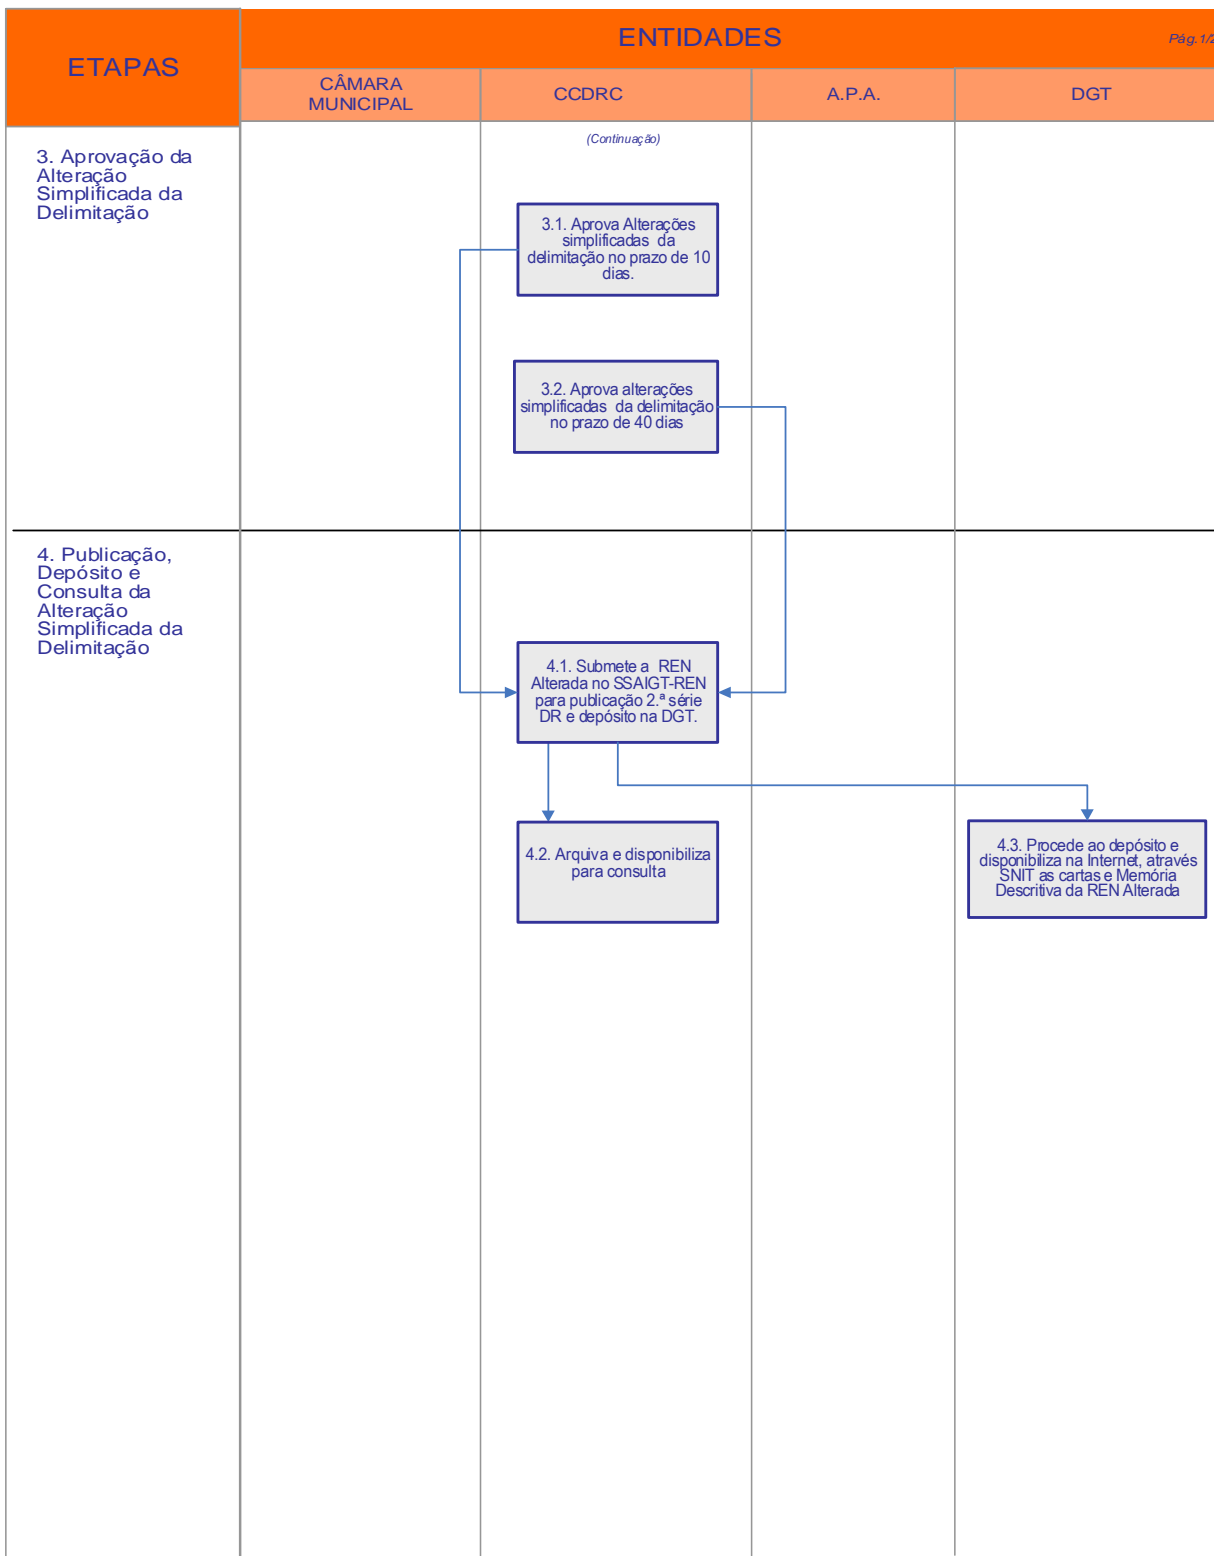 ETAPAS
ENTIDADES
Pág.1/2
CÂMARA
MUNICIPAL
CCDRC
A.P.A.
DGT
(Continuação)
3. Aprovação da
Alteração
Simplificada da
Delimitação
3.1. Aprova Alterações
simplificadas da
delimitação no prazo de 10
dias.
3.2. Aprova alterações
simplificadas da delimitação
no prazo de 40 dias
4. Publicação,
Depósito e
Consulta da
Alteração
Simplificada da
Delimitação
4.1. Submete a REN
Alterada no SSAIGT-REN
para publicação 2.ª série
DR e depósito na DGT.
4.2. Arquiva e disponibiliza
para consulta
4.3. Procede ao depósito e
disponibiliza na Internet, através
SNIT as cartas e Memória
Descritiva da REN Alterada